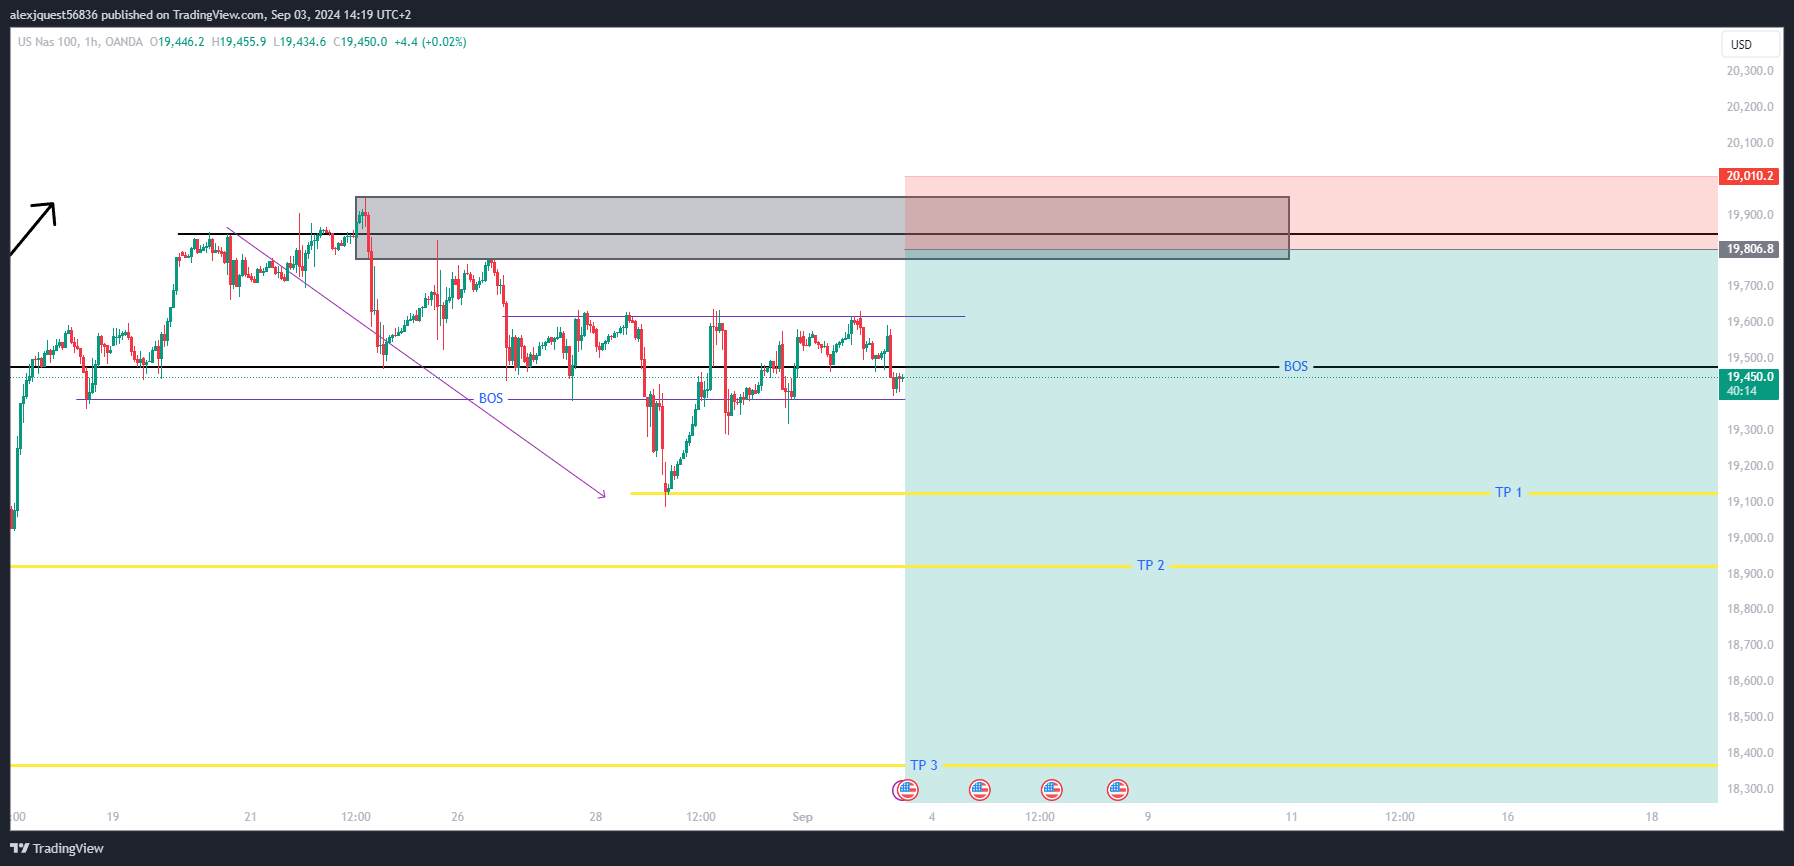 alexjquest56836 published on TradingView.com, Sep 03, 2024 14:19 UTC+2
US Nas 100, 1h, OANDA O19,446.2 H19,455.9 L19,434.6 C19,450.0 +4.4 (+0.02%)
USD
20,300.0
20,200.0
20,100.0
20,010.2
19,900.0
19,806.8
19,700.0
19,600.0
19,500.0
BOS
19,450.0
40:14
BOS
19,300.0
19,200.0
TP 1
19,100.0
19,000.0
TP 2
18,900.0
18,800.0
18,700.0
18,600.0
18,500.0
18,400.0
TP 3
18,300.0
:00 19 21 12:00 26 28 12:00 Sep 4 12:00 9 11 12:00 16 18
TradingView